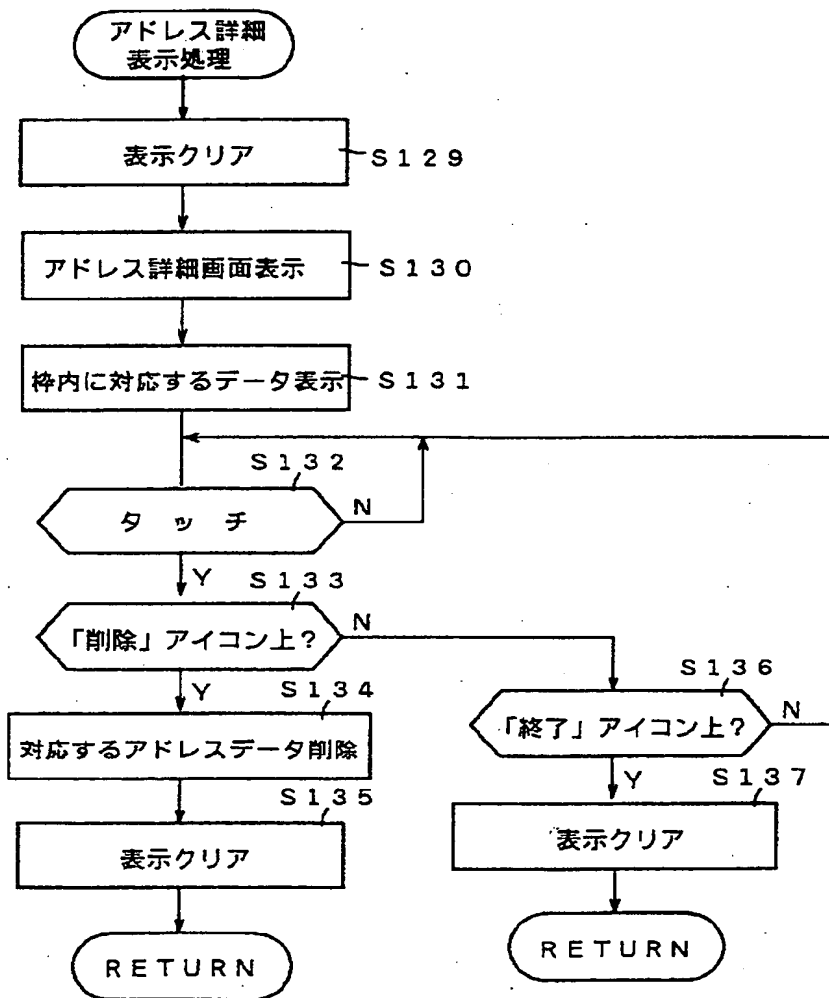 アドレス詳細
表示処理
表示クリア
S129
アドレス詳細画面表示
S130
枠内に対応するデータ表示
S131
S132
タッチ
N
Y
S133
「削除」アイコン上?
N
Y
S134
対応するアドレスデータ削除
S135
表示クリア
RETURN
S136
「終了」アイコン上?
N
Y
S137
表示クリア
RETURN